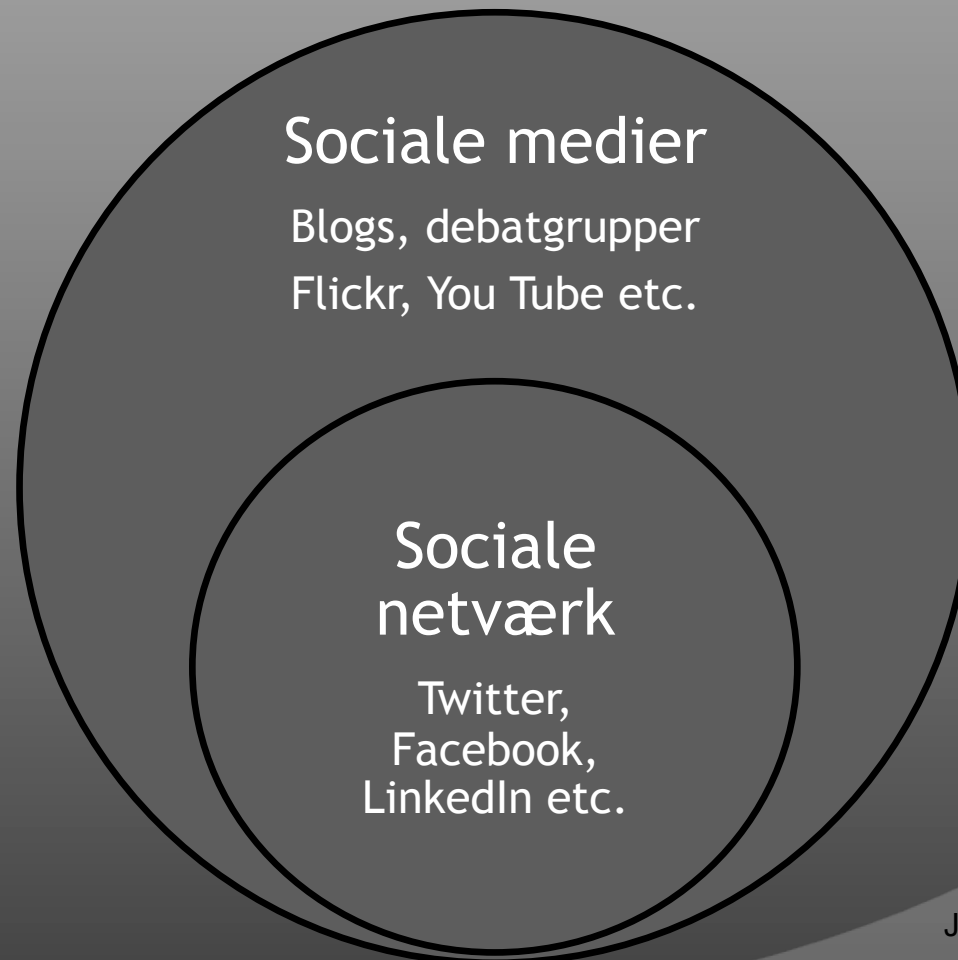 Sociale medier
Blogs, debatgrupper
Flickr, You Tube etc.
Sociale
netværk
Twitter,
Facebook,
LinkedIn etc.
J